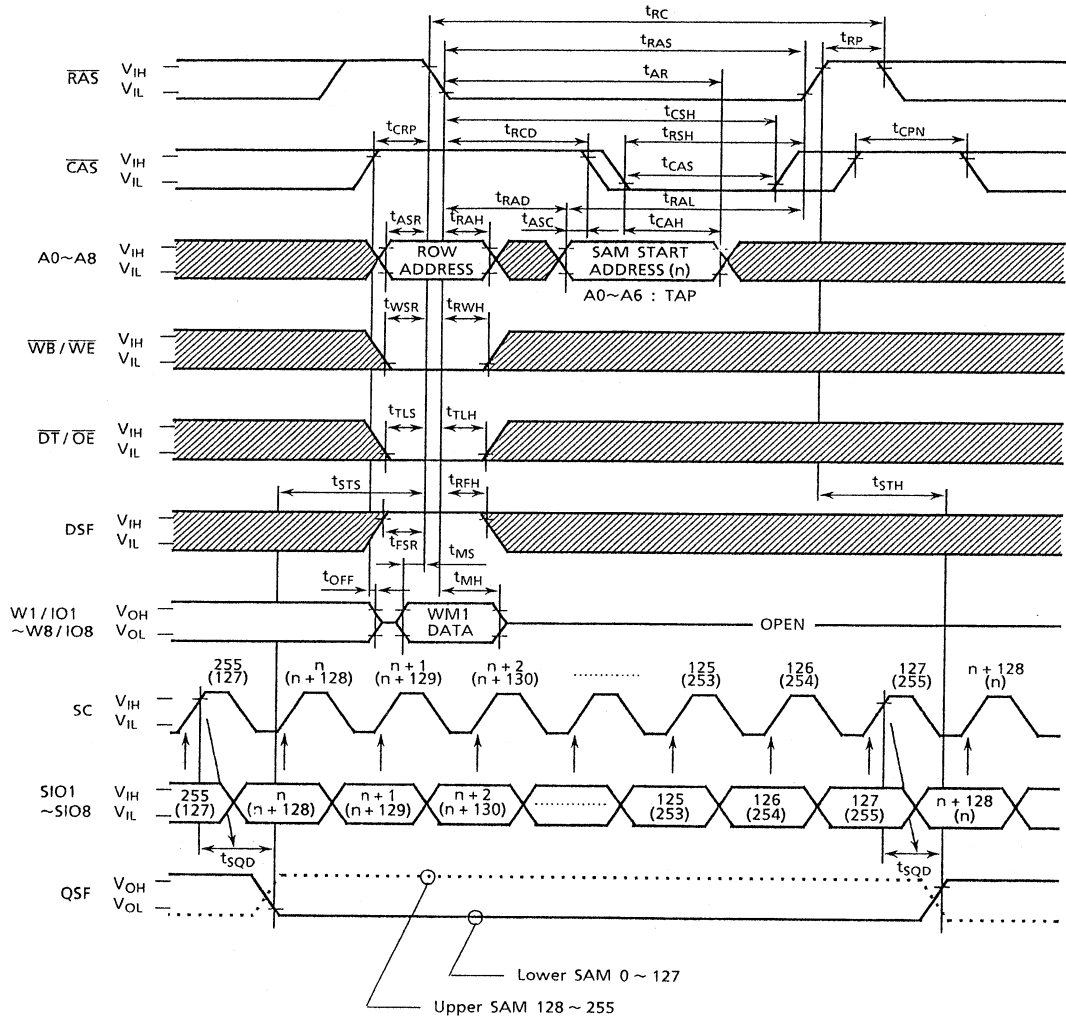 tRC
tRAS
tRP
RAS
VIH
VIL
tAR
tCSH
tCRP
tRCD
tRSH
tCPN
CAS
VIH
VIL
tCAS
tRAD
tRAL
tASR
tRAH
tASC
tCAH
A0~A8
VIH
VIL
ROW
ADDRESS
SAM START
ADDRESS (n)
A0~A6 : TAP
tWSR
tRWH
WB / WE
VIH
VIL
tTLS
tTLH
DT / OE
VIH
VIL
tSTS
tRFH
tSTH
DSF
VIH
VIL
tFSR
tMS
tOFF
tMH
W1 / IO1
~W8 / IO8
VOH
VOL
WM1
DATA
OPEN
255
(127)
n
(n + 128)
n + 1
(n + 129)
n + 2
(n + 130)
..........
125
(253)
126
(254)
127
(255)
n + 128
(n)
SC
VIH
VIL
SIO1
~SIO8
VIH
VIL
255
(127)
n
(n + 128)
n + 1
(n + 129)
n + 2
(n + 130)
..........
125
(253)
126
(254)
127
(255)
n + 128
(n)
tSQD
tSQD
QSF
VOH
VOL
Lower SAM 0 ~ 127
Upper SAM 128 ~ 255